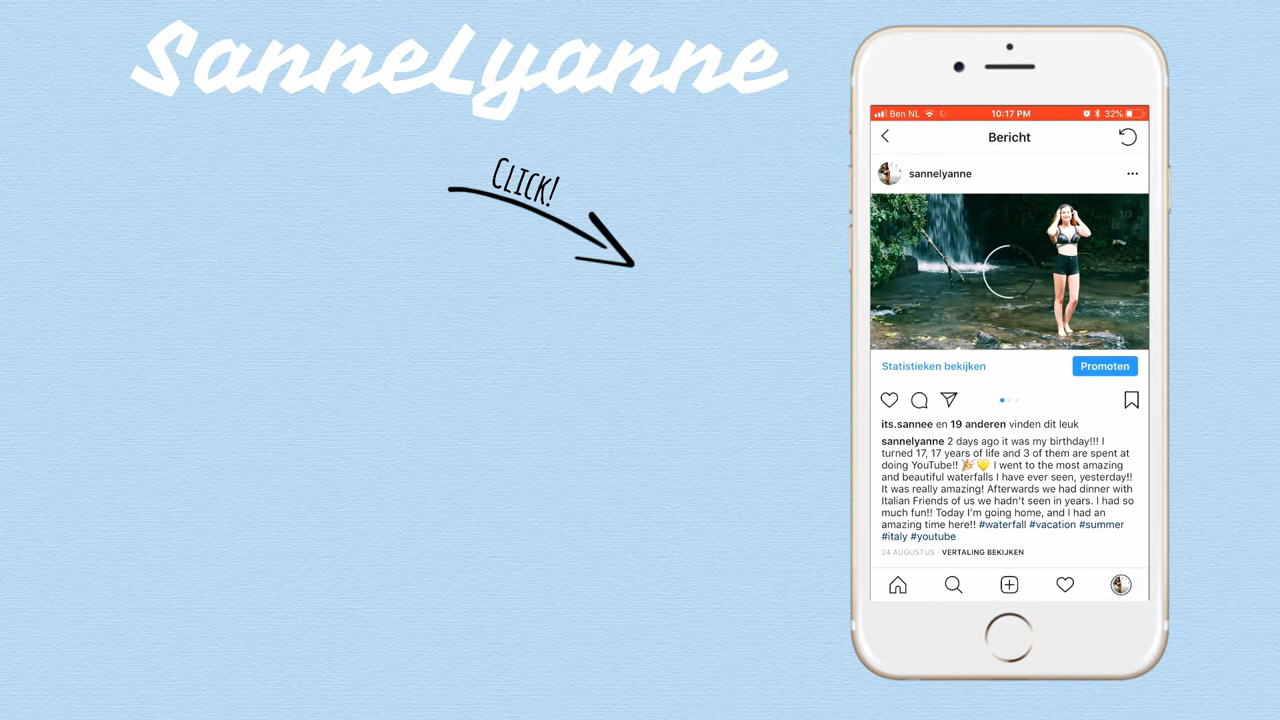 SanneLyanne
CLICK!
Ben NL 10:17 PM 32%
Bericht
sannelyanne
1/3
Statistieken bekijken Promoten
its.sannee en 19 anderen vinden dit leuk
sannelyanne 2 days ago it was my birthday!!! I
turned 17, 17 years of life and 3 of them are spent at
doing YouTube!! 🎉💛 I went to the most amazing
and beautiful waterfalls I have ever seen, yesterday!!
It was really amazing! Afterwards we had dinner with
Italian Friends of us we hadn't seen in years. I had so
much fun!! Today I'm going home, and I had an
amazing time here!! #waterfall #vacation #summer
#italy #youtube
24 AUGUSTUS · VERTALING BEKIJKEN